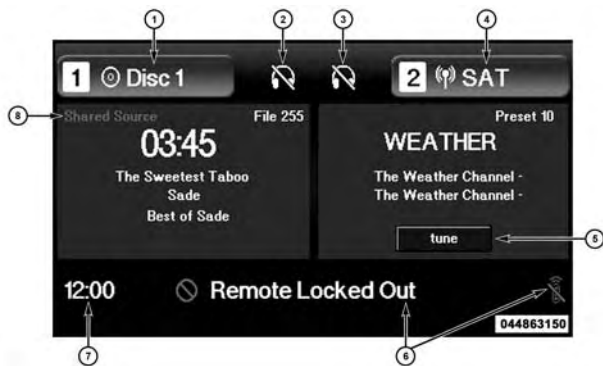 1 2 3 4
1 Disc 1
2 SAT
8
Shared Source File 255
03:45
The Sweetest Taboo
Sade
Best of Sade
Preset 10
WEATHER
The Weather Channel -
The Weather Channel -
tune
5
12:00 Remote Locked Out
044863150
7 6